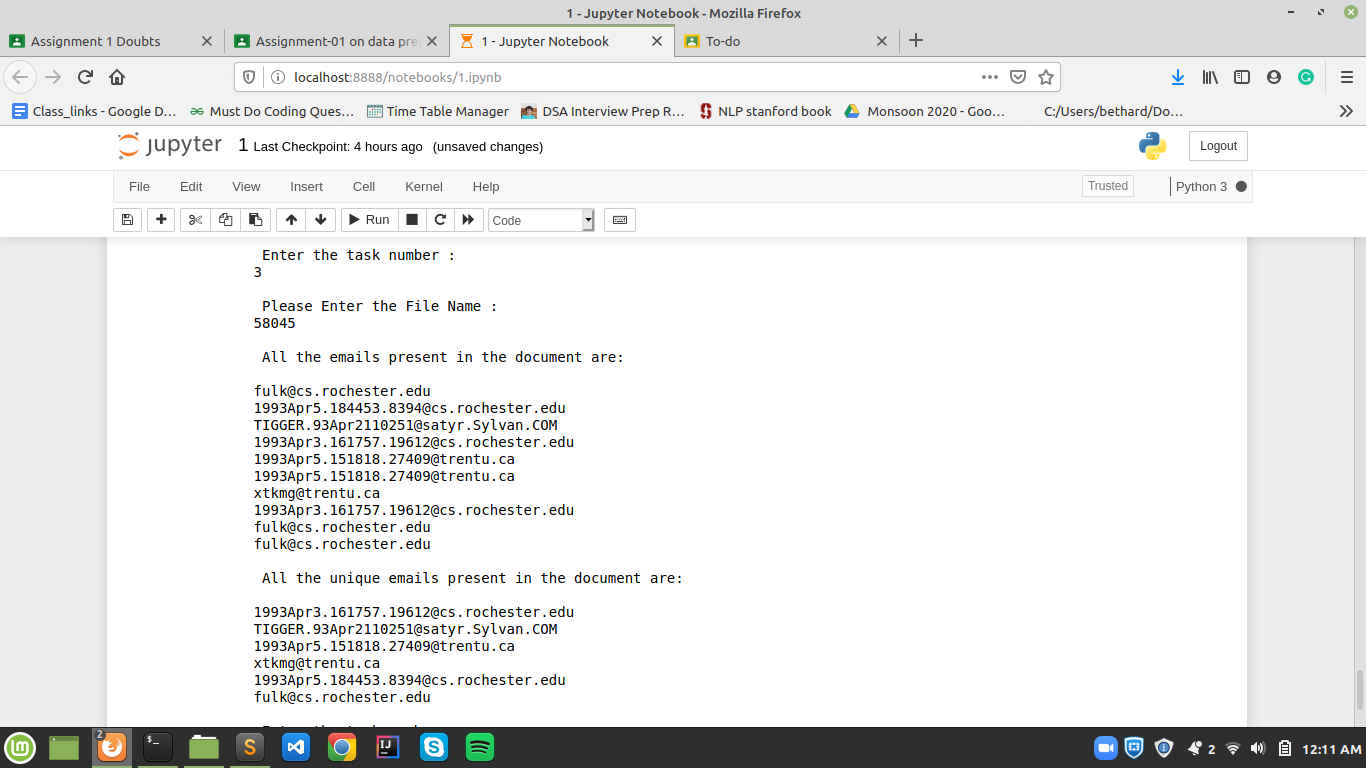 1 - Jupyter Notebook - Mozilla Firefox
Assignment 1 Doubts
Assignment-01 on data pre
1 - Jupyter Notebook
To-do
localhost:8888/notebooks/1.ipynb
Class_links - Google D…
Must Do Coding Ques…
Time Table Manager
DSA Interview Prep R…
NLP stanford book
Monsoon 2020 - Goo…
C:/Users/bethard/Do…
jupyter 1 Last Checkpoint: 4 hours ago (unsaved changes)
Logout
File Edit View Insert Cell Kernel Help
Trusted
Python 3
Run
Code
Enter the task number :
3
Please Enter the File Name :
58045
All the emails present in the document are:
fulk@cs.rochester.edu
1993Apr5.184453.8394@cs.rochester.edu
TIGGER.93Apr2110251@satyr.Sylvan.COM
1993Apr3.161757.19612@cs.rochester.edu
1993Apr5.151818.27409@trentu.ca
1993Apr5.151818.27409@trentu.ca
xtkmg@trentu.ca
1993Apr3.161757.19612@cs.rochester.edu
fulk@cs.rochester.edu
fulk@cs.rochester.edu
All the unique emails present in the document are:
1993Apr3.161757.19612@cs.rochester.edu
TIGGER.93Apr2110251@satyr.Sylvan.COM
1993Apr5.151818.27409@trentu.ca
xtkmg@trentu.ca
1993Apr5.184453.8394@cs.rochester.edu
fulk@cs.rochester.edu
2
2
12:11 AM